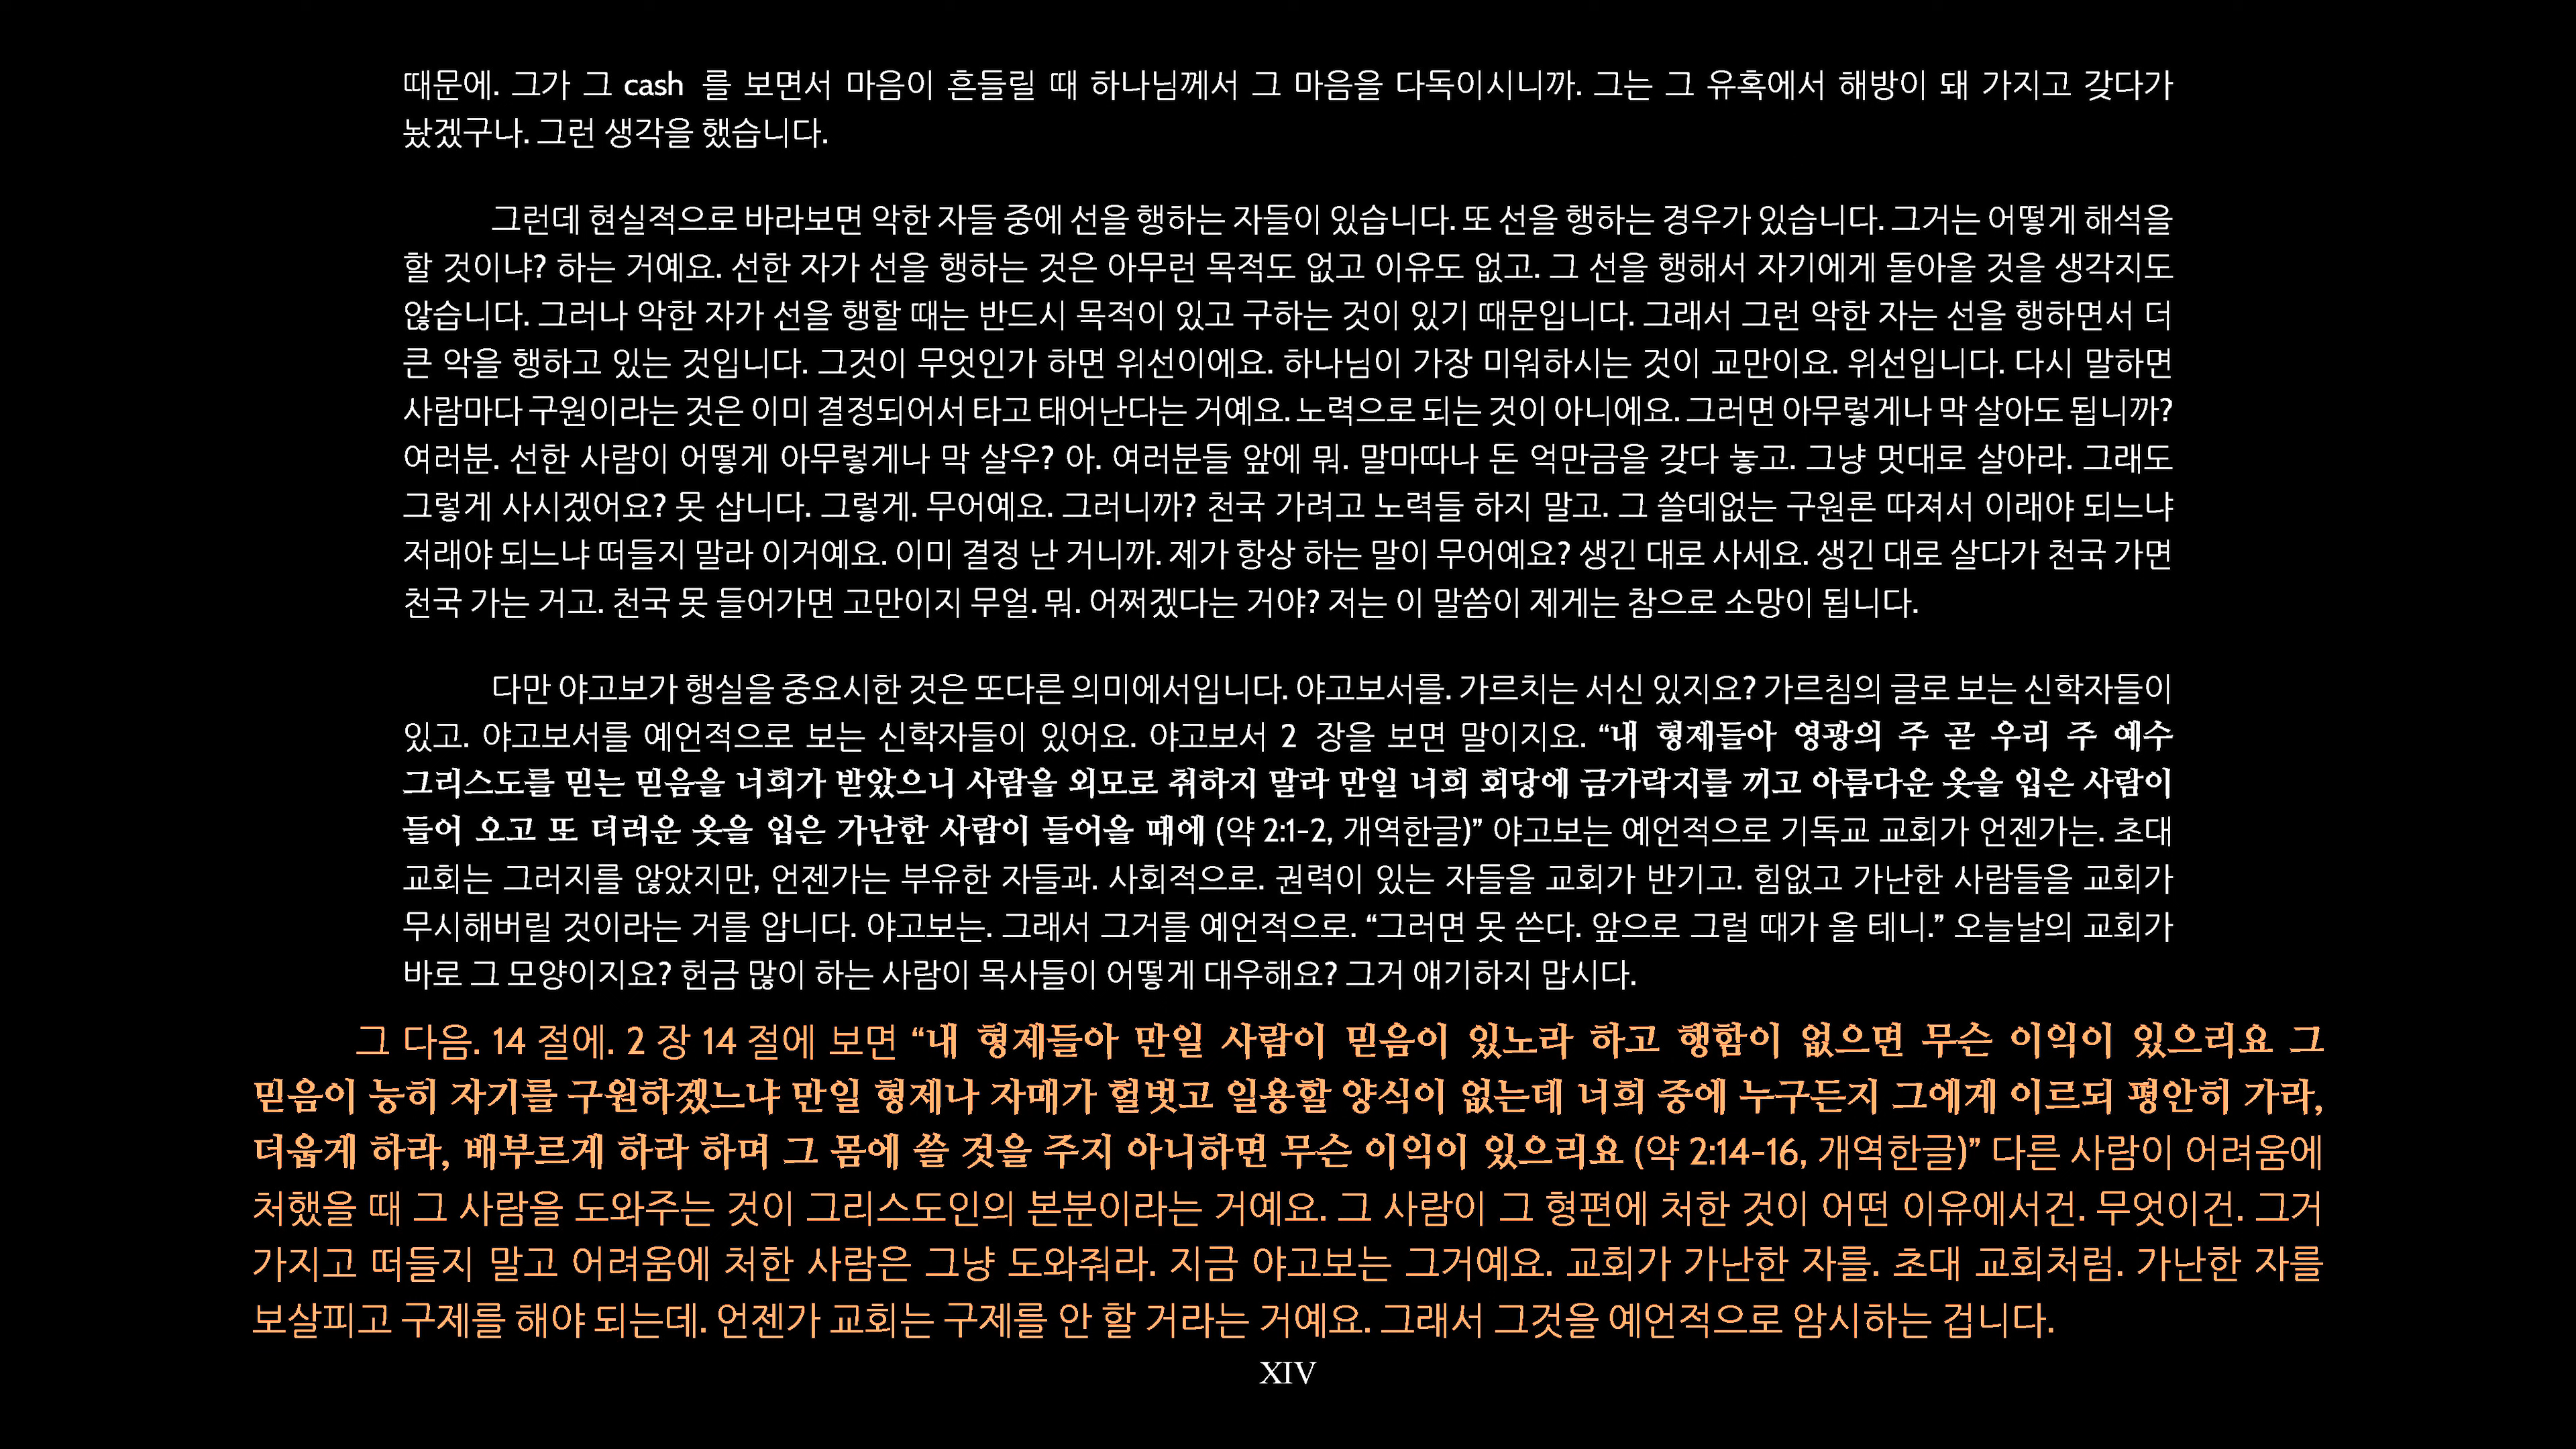 때문에. 그가 그 cash 를 보면서 마음이 흔들릴 때 하나님께서 그 마음을 다독이시니까. 그는 그 유혹에서 해방이 돼 가지고 갖다가
놨겠구나. 그런 생각을 했습니다.
그런데 현실적으로 바라보면 악한 자들 중에 선을 행하는 자들이 있습니다. 또 선을 행하는 경우가 있습니다. 그거는 어떻게 해석을
할 것이냐? 하는 거예요. 선한 자가 선을 행하는 것은 아무런 목적도 없고 이유도 없고. 그 선을 행해서 자기에게 돌아올 것을 생각지도
않습니다. 그러나 악한 자가 선을 행할 때는 반드시 목적이 있고 구하는 것이 있기 때문입니다. 그래서 그런 악한 자는 선을 행하면서 더
큰 악을 행하고 있는 것입니다. 그것이 무엇인가 하면 위선이에요. 하나님이 가장 미워하시는 것이 교만이요. 위선입니다. 다시 말하면
사람마다 구원이라는 것은 이미 결정되어서 타고 태어난다는 거예요. 노력으로 되는 것이 아니에요. 그러면 아무렇게나 막 살아도 됩니까?
여러분. 선한 사람이 어떻게 아무렇게나 막 살우? 아. 여러분들 앞에 뭐. 말마따나 돈 억만금을 갖다 놓고. 그냥 멋대로 살아라. 그래도
그렇게 사시겠어요? 못 삽니다. 그렇게. 무어예요. 그러니까? 천국 가려고 노력들 하지 말고. 그 쓸데없는 구원론 따져서 이래야 되느냐
저래야 되느냐 떠들지 말라 이거예요. 이미 결정 난 거니까. 제가 항상 하는 말이 무어예요? 생긴 대로 사세요. 생긴 대로 살다가 천국 가면
천국 가는 거고. 천국 못 들어가면 고만이지 무얼. 뭐. 어쩌겠다는 거야? 저는 이 말씀이 제게는 참으로 소망이 됩니다.
다만 야고보가 행실을 중요시한 것은 또다른 의미에서입니다. 야고보서를. 가르치는 서신 있지요? 가르침의 글로 보는 신학자들이
있고. 야고보서를 예언적으로 보는 신학자들이 있어요. 야고보서 2 장을 보면 말이지요. “내 형제들아 영광의 주 곧 우리 주 예수
그리스도를 믿는 믿음을 너희가 받았으니 사람을 외모로 취하지 말라 만일 너희 회당에 금가락지를 끼고 아름다운 옷을 입은 사람이
들어 오고 또 더러운 옷을 입은 가난한 사람이 들어올 때에 (약 2:1-2, 개역한글)” 야고보는 예언적으로 기독교 교회가 언젠가는. 초대
교회는 그러지를 않았지만, 언젠가는 부유한 자들과. 사회적으로. 권력이 있는 자들을 교회가 반기고. 힘없고 가난한 사람들을 교회가
무시해버릴 것이라는 거를 압니다. 야고보는. 그래서 그거를 예언적으로. “그러면 못 쓴다. 앞으로 그럴 때가 올 테니.” 오늘날의 교회가
바로 그 모양이지요? 헌금 많이 하는 사람이 목사들이 어떻게 대우해요? 그거 얘기하지 맙시다.
그 다음. 14 절에. 2 장 14 절에 보면 “내 형제들아 만일 사람이 믿음이 있노라 하고 행함이 없으면 무슨 이익이 있으리요 그
믿음이 능히 자기를 구원하겠느냐 만일 형제나 자매가 헐벗고 일용할 양식이 없는데 너희 중에 누구든지 그에게 이르되 평안히 가라,
더웁게 하라, 배부르게 하라 하며 그 몸에 쓸 것을 주지 아니하면 무슨 이익이 있으리요 (약 2:14-16, 개역한글)” 다른 사람이 어려움에
처했을 때 그 사람을 도와주는 것이 그리스도인의 본분이라는 거예요. 그 사람이 그 형편에 처한 것이 어떤 이유에서건. 무엇이건. 그거
가지고 떠들지 말고 어려움에 처한 사람은 그냥 도와줘라. 지금 야고보는 그거예요. 교회가 가난한 자를. 초대 교회처럼. 가난한 자를
보살피고 구제를 해야 되는데. 언젠가 교회는 구제를 안 할 거라는 거예요. 그래서 그것을 예언적으로 암시하는 겁니다.
XIV